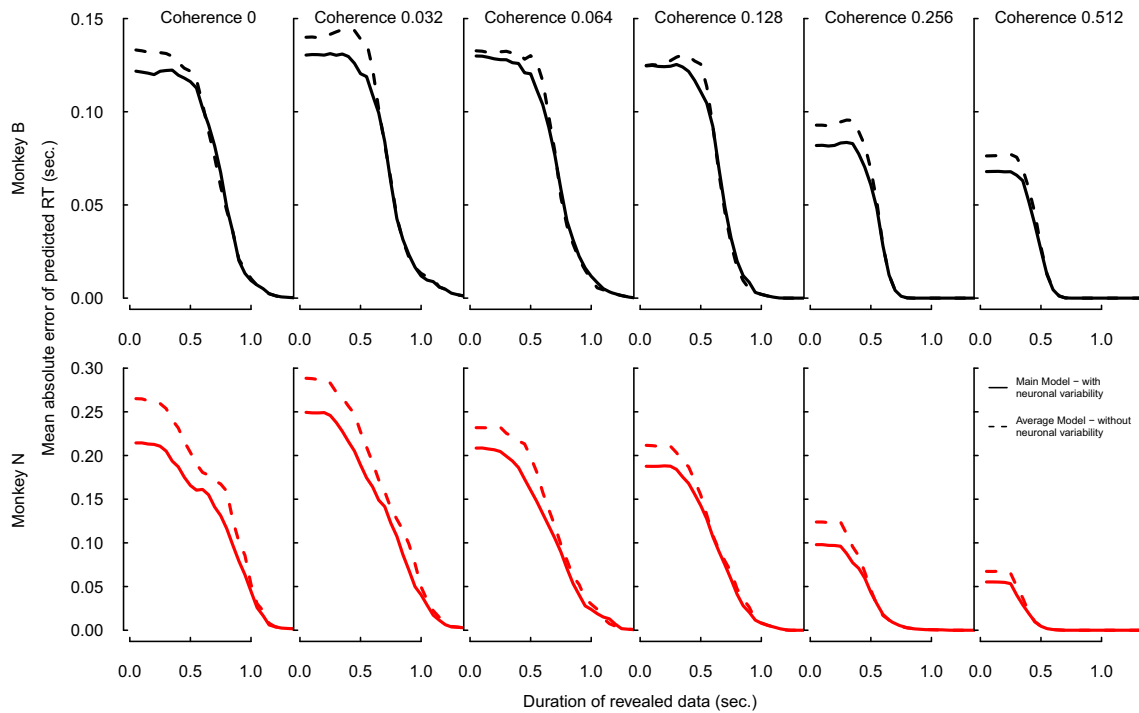 Coherence 0 Coherence 0.032 Coherence 0.064 Coherence 0.128 Coherence 0.256 Coherence 0.512
Monkey B
Mean absolute error of predicted RT (sec.)
0.15
0.10
0.05
0.00
0.0 0.5 1.0 0.0 0.5 1.0 0.0 0.5 1.0 0.0 0.5 1.0 0.0 0.5 1.0 0.0 0.5 1.0
Monkey N
0.30
0.25
0.20
0.15
0.10
0.05
0.00
Main Model − with
neuronal variability
Average Model − without
neuronal variability
0.0 0.5 1.0 0.0 0.5 1.0 0.0 0.5 1.0 0.0 0.5 1.0 0.0 0.5 1.0 0.0 0.5 1.0
Duration of revealed data (sec.)